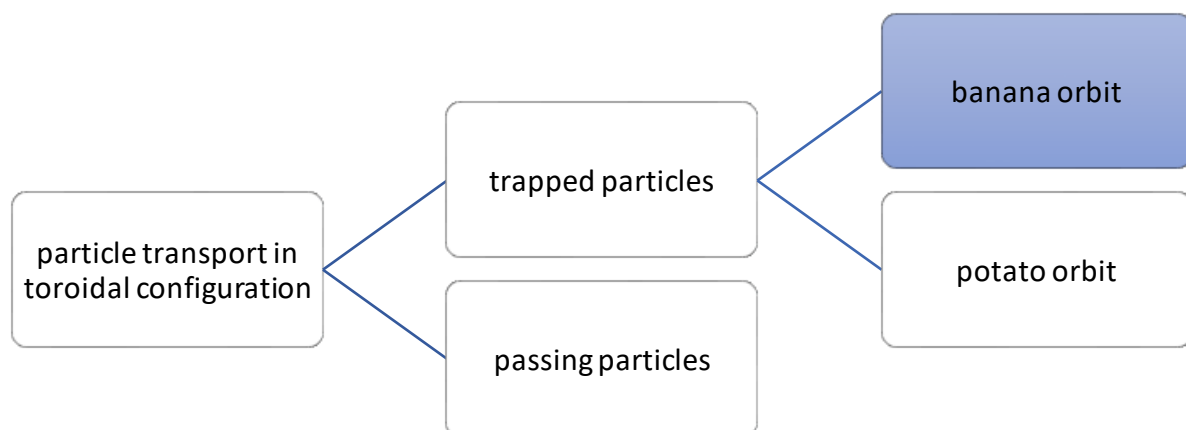 particle transport in
toroidal configuration
trapped particles
passing particles
banana orbit
potato orbit